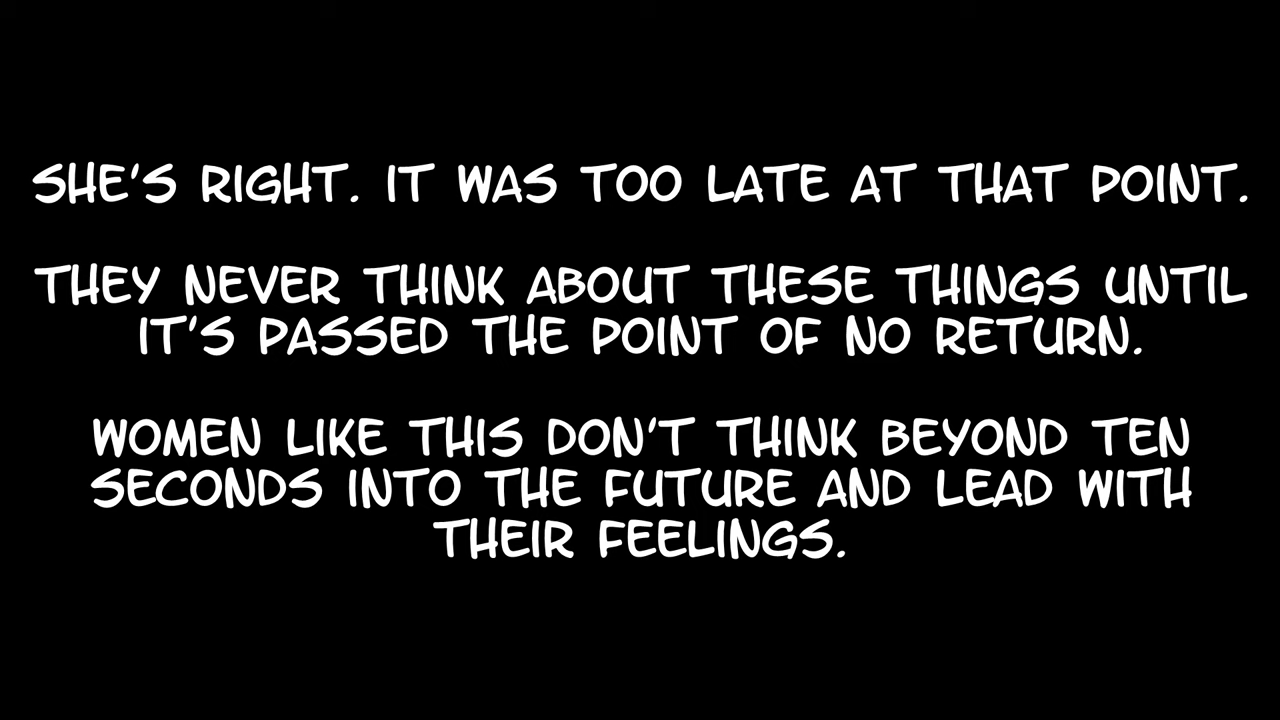 SHE'S RIGHT. IT WAS TOO LATE AT THAT POINT.
THEY NEVER THINK ABOUT THESE THINGS UNTIL
IT'S PASSED THE POINT OF NO RETURN.
WOMEN LIKE THIS DON'T THINK BEYOND TEN
SECONDS INTO THE FUTURE AND LEAD WITH
THEIR FEELINGS.